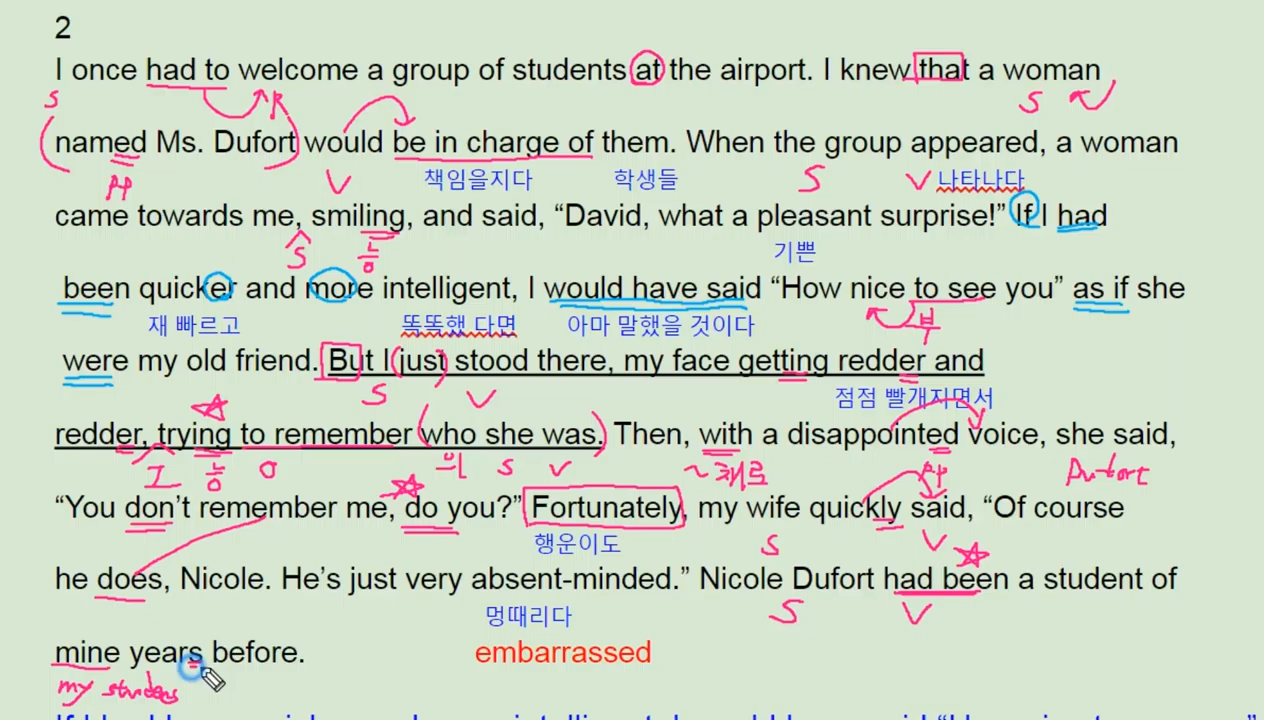 2
I once had to welcome a group of students at the airport. I knew that a woman
S R S
named Ms. Dufort would be in charge of them. When the group appeared, a woman
PP V 책임을지다 학생들 S V 나타나다
came towards me, smiling, and said, “David, what a pleasant surprise!” If I had
S 능 기쁜
been quicker and more intelligent, I would have said “How nice to see you” as if she
재 빠르고 똑똑했 다면 아마 말했을 것이다 부
were my old friend. But I just stood there, my face getting redder and
S V 점점 빨개지면서
redder, trying to remember who she was. Then, with a disappointed voice, she said,
I 능 O 의 S V ~채로 PP Dufort
“You don’t remember me, do you?” Fortunately, my wife quickly said, “Of course
행운이도 S V
he does, Nicole. He’s just very absent-minded.” Nicole Dufort had been a student of
멍때리다 S V
mine years before. embarrassed
my